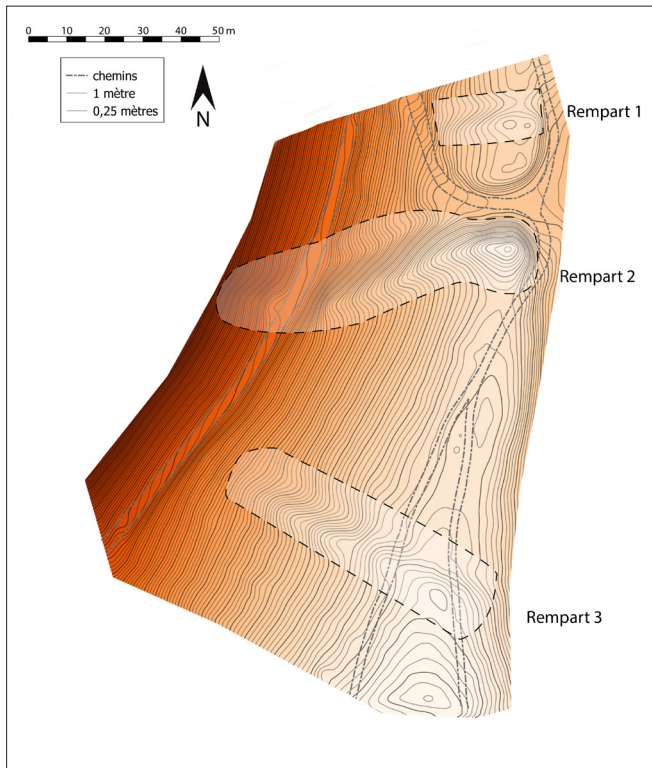 0 10 20 30 40 50 m
chemins
1 mètre
0,25 mètres
N
Rempart 1
Rempart 2
Rempart 3